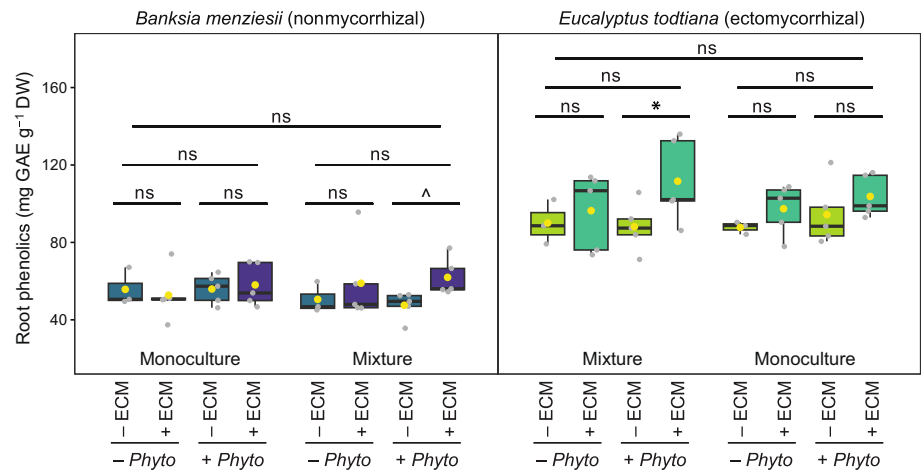 Banksia menziesii (nonmycorrhizal)
Eucalyptus todtiana (ectomycorrhizal)
Root phenolics (mg GAE g⁻¹ DW)
160
120
80
40
ns
ns ns
ns ns ns ^
Monoculture Mixture
ns
ns ns
ns * ns ns
Mixture Monoculture
– ECM + ECM – ECM + ECM – ECM + ECM – ECM + ECM
– Phyto + Phyto – Phyto + Phyto
– ECM + ECM – ECM + ECM – ECM + ECM – ECM + ECM
– Phyto + Phyto – Phyto + Phyto